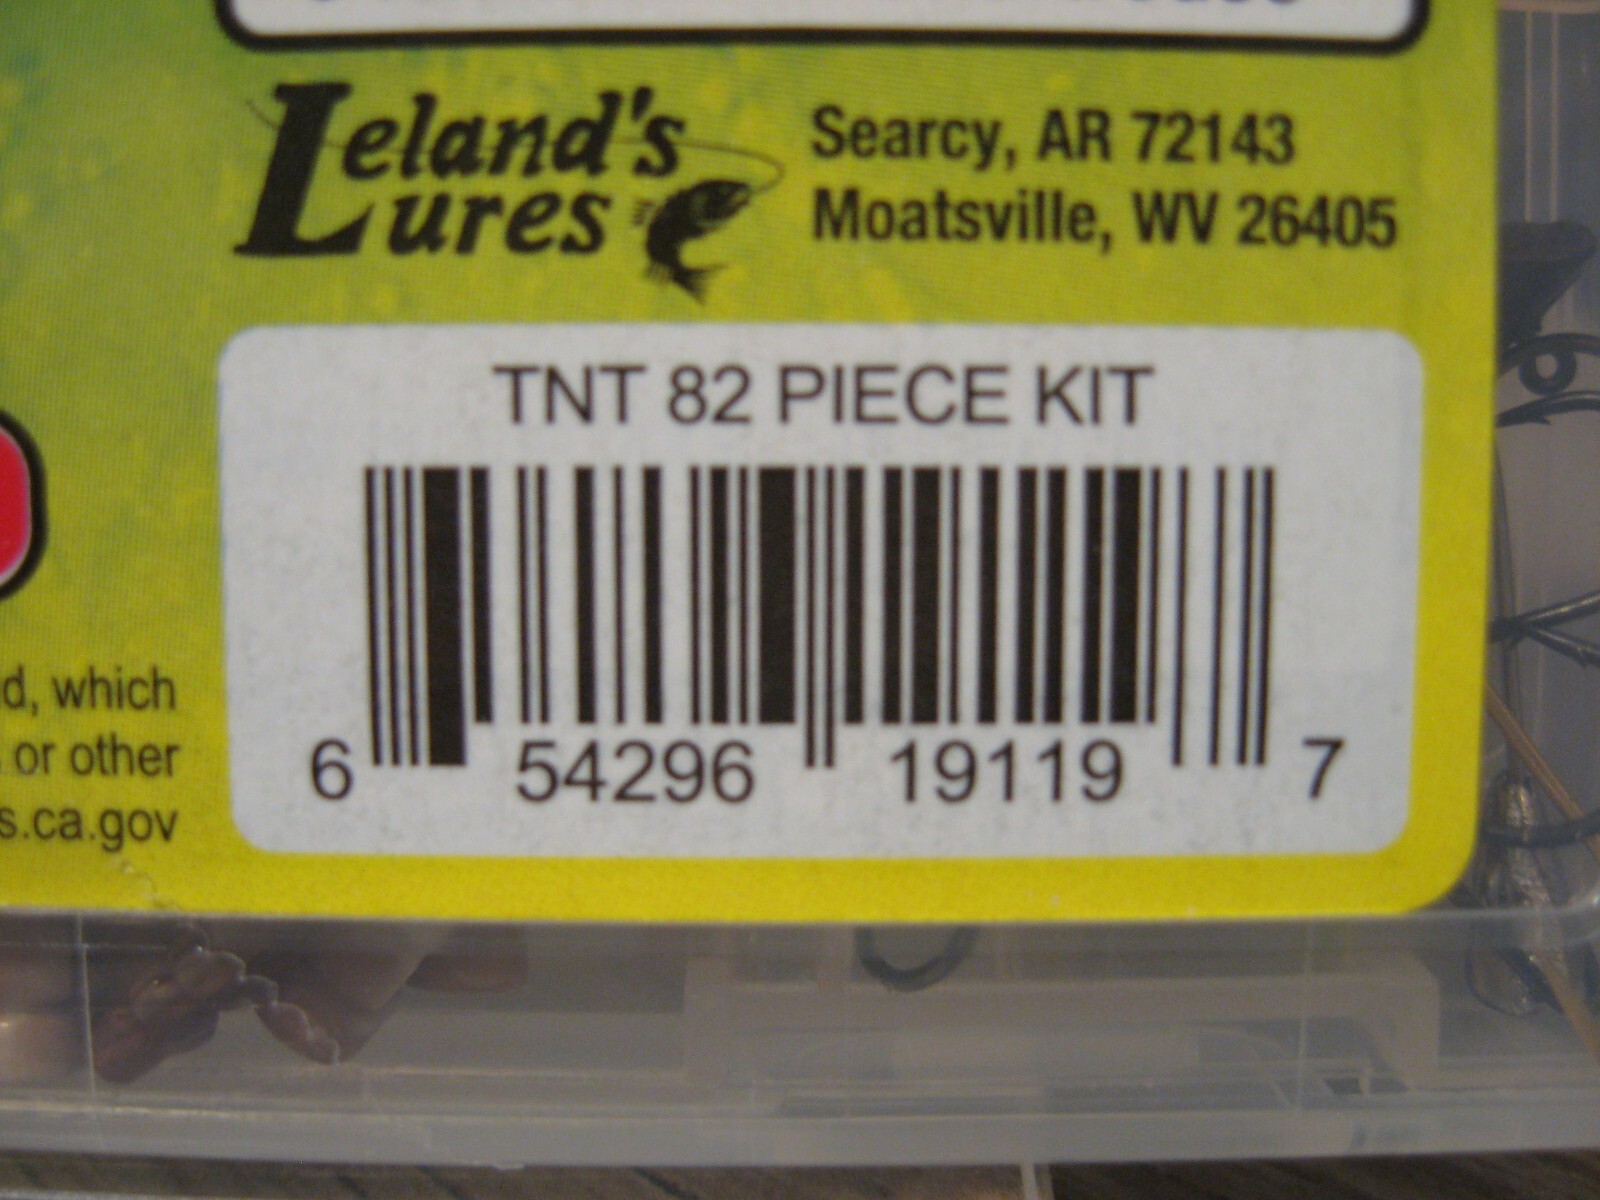 Leland's
Lures
Searcy, AR 72143
Moatsville, WV 26405
TNT 82 PIECE KIT
6 54296 19119 7
which
or other
s.ca.gov